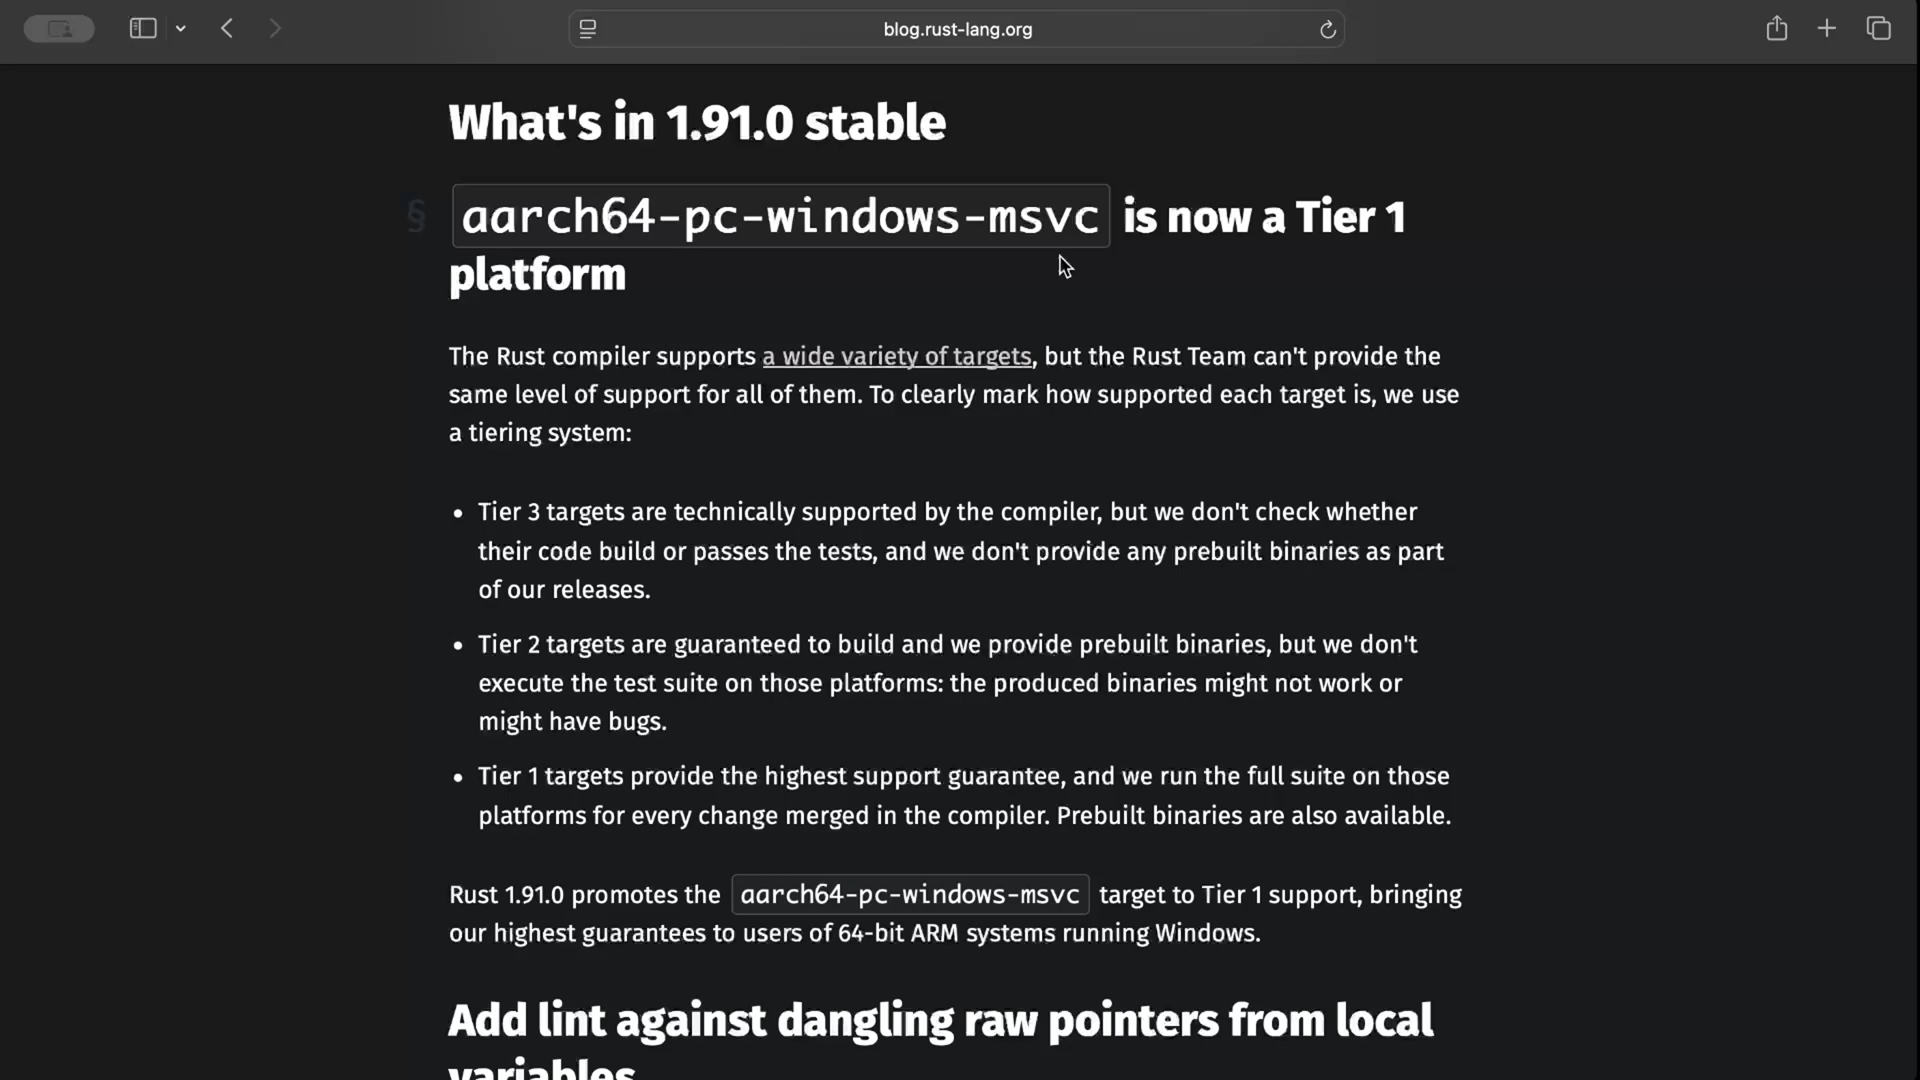 blog.rust-lang.org
What's in 1.91.0 stable
§ aarch64-pc-windows-msvc is now a Tier 1
platform
The Rust compiler supports a wide variety of targets, but the Rust Team can't provide the
same level of support for all of them. To clearly mark how supported each target is, we use
a tiering system:
• Tier 3 targets are technically supported by the compiler, but we don't check whether
their code build or passes the tests, and we don't provide any prebuilt binaries as part
of our releases.
• Tier 2 targets are guaranteed to build and we provide prebuilt binaries, but we don't
execute the test suite on those platforms: the produced binaries might not work or
might have bugs.
• Tier 1 targets provide the highest support guarantee, and we run the full suite on those
platforms for every change merged in the compiler. Prebuilt binaries are also available.
Rust 1.91.0 promotes the aarch64-pc-windows-msvc target to Tier 1 support, bringing
our highest guarantees to users of 64-bit ARM systems running Windows.
Add lint against dangling raw pointers from local
variables